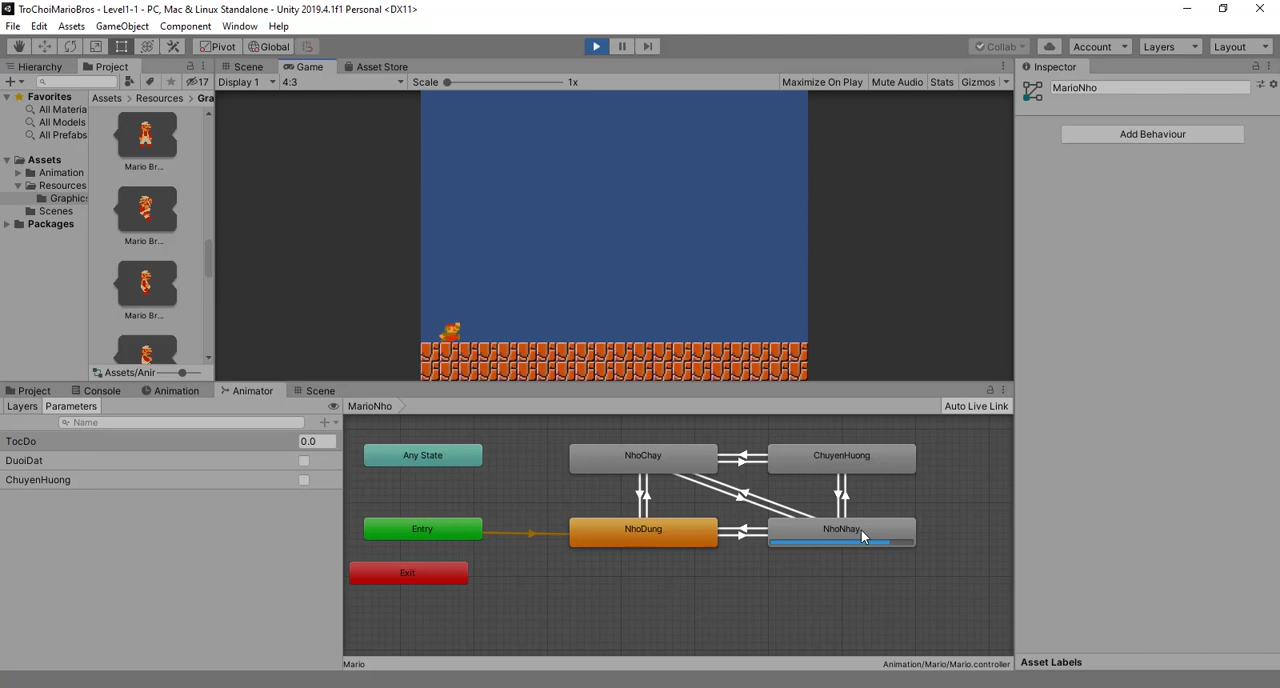 TroChoiMarioBros - Level1-1 - PC, Mac & Linux Standalone - Unity 2019.4.1f1 Personal <DX11>
File Edit Assets GameObject Component Window Help
Pivot Global Collab Account Layers Layout
Hierarchy Project Scene Game Asset Store Inspector
17 Display 1 4:3 Scale 1x Maximize On Play Mute Audio Stats Gizmos
MarioNho
Favorites
All Materia
All Models
All Prefabs
Assets
Animation
Resources
Graphics
Scenes
Packages
Assets > Resources > Gra
Mario Br...
Mario Br...
Mario Br...
Assets/Anir
Add Behaviour
Project Console Animation Animator Scene
Layers Parameters MarioNho Auto Live Link
Name
TocDo 0.0
DuoiDat
ChuyenHuong
Any State NhoChay ChuyenHuong
Entry NhoDung NhoNhay
Exit
Mario Animation/Mario/Mario.controller
Asset Labels